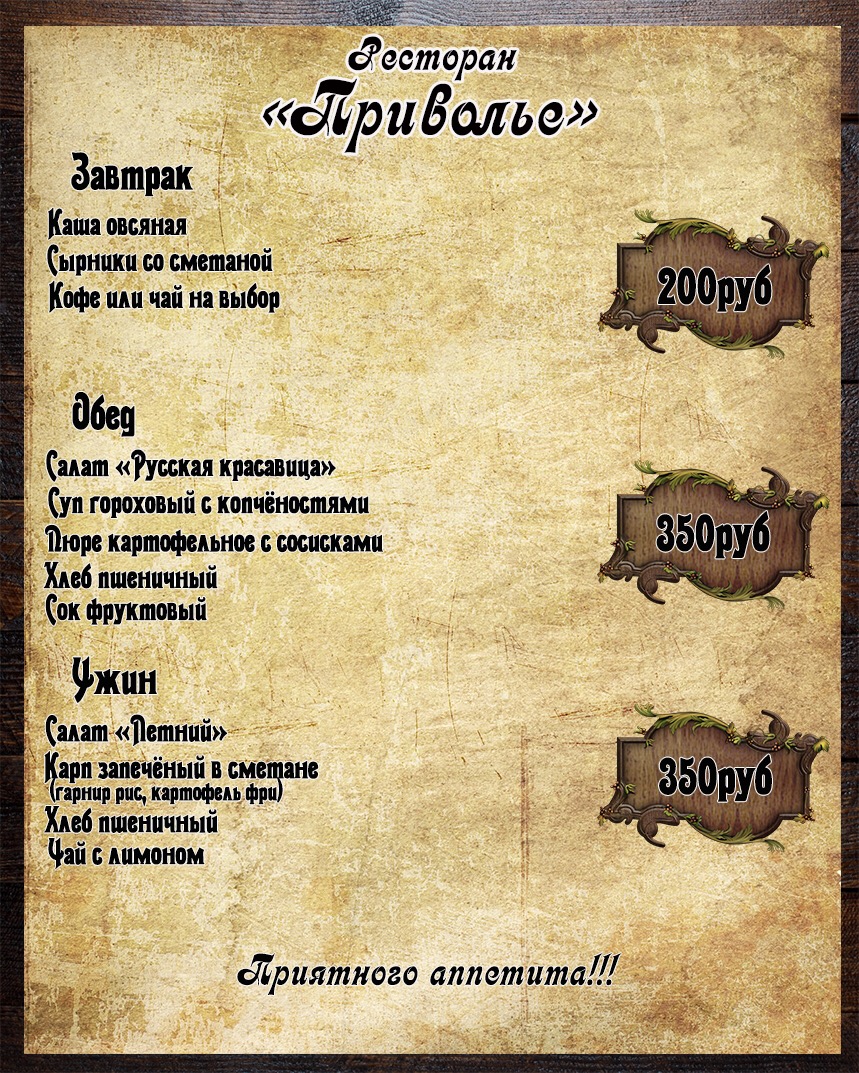 Ресторан
«Приволье»
Завтрак
Каша овсяная
Сырники со сметаной
Кофе или чай на выбор
200руб
Обед
Салат «Русская красавица»
Суп гороховый с копчёностями
Пюре картофельное с сосисками
Хлеб пшеничный
Сок фруктовый
350руб
Ужин
Салат «Летний»
Карп запечёный в сметане
(гарнир рис, картофель фри)
Хлеб пшеничный
Чай с лимоном
350руб
Приятного аппетита!!!